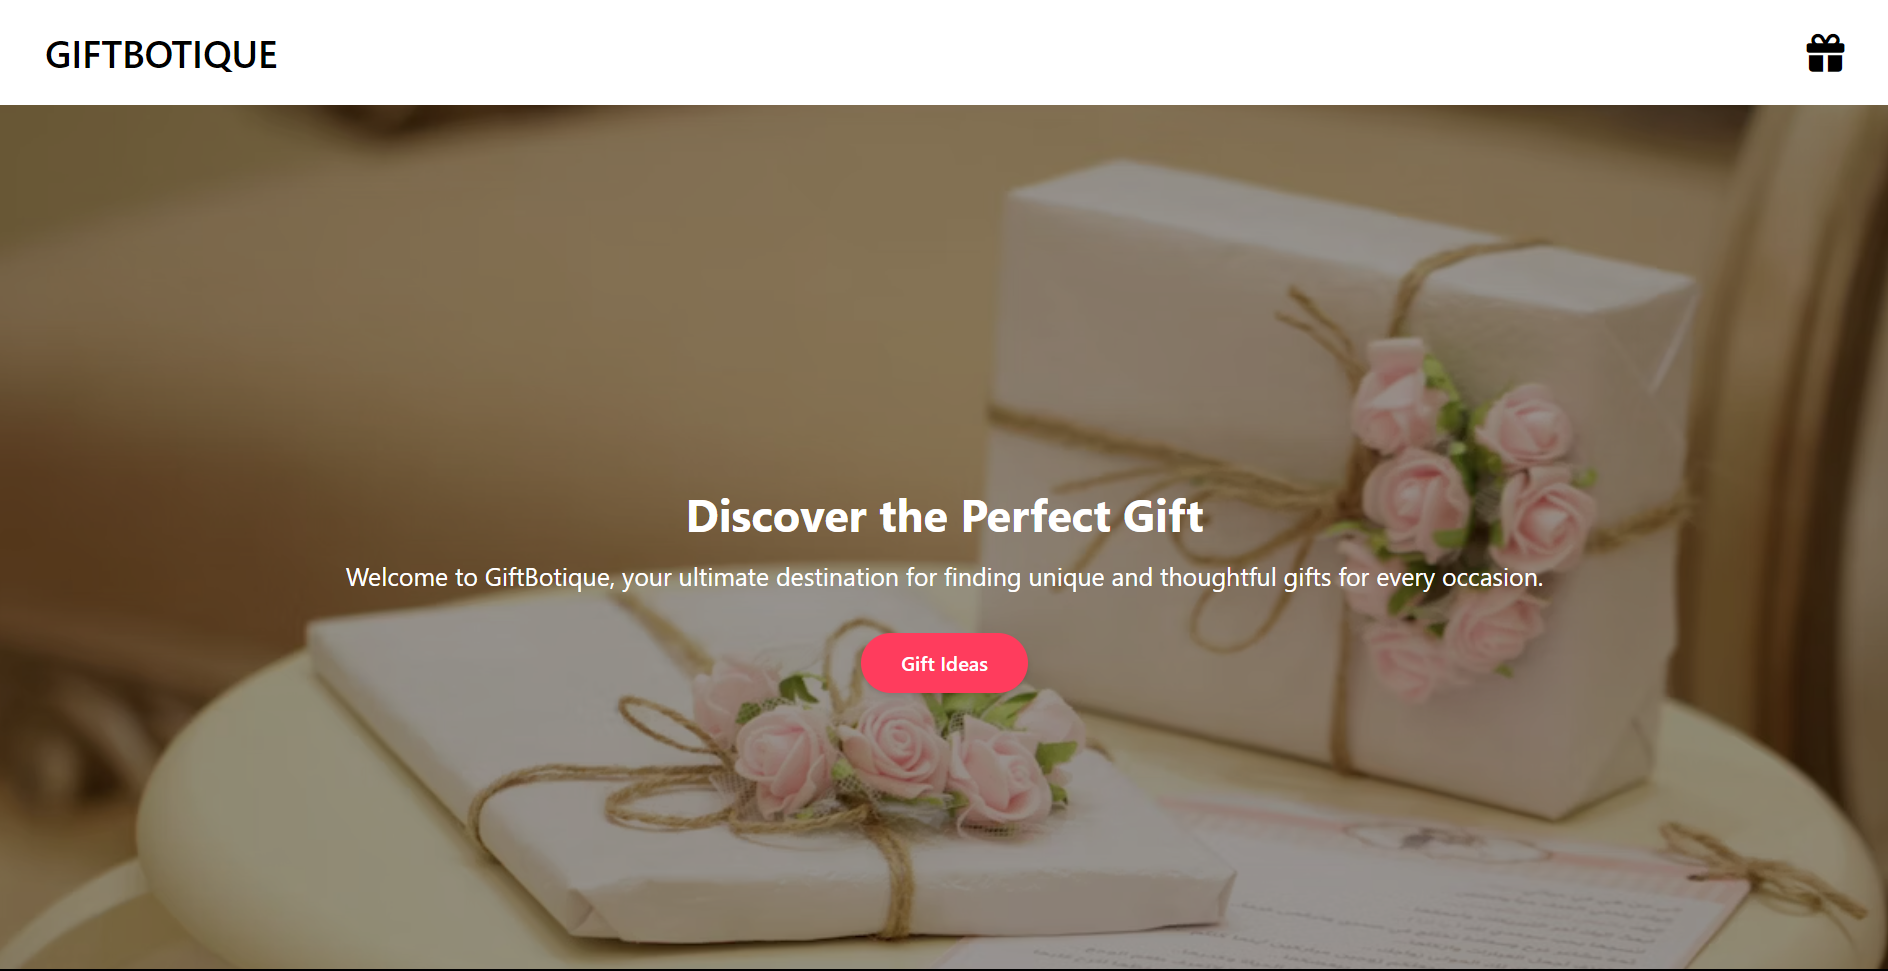 GIFTBOTIQUE
Discover the Perfect Gift
Welcome to GiftBotique, your ultimate destination for finding unique and thoughtful gifts for every occasion.
Gift Ideas